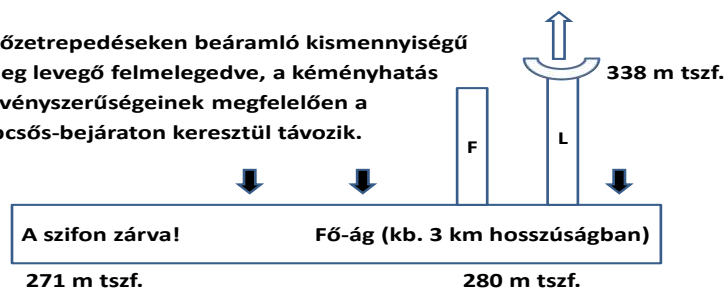 őzetrepedéseken beáramló kismennyiségű
eg levegő felmelegedve, a kéményhatás
vényszerűségeinek megfelelően a
pcsős-bejáraton keresztül távozik.
338 m tszf.
F
L
A szifon zárva!
Fő-ág (kb. 3 km hosszúságban)
271 m tszf.
280 m tszf.